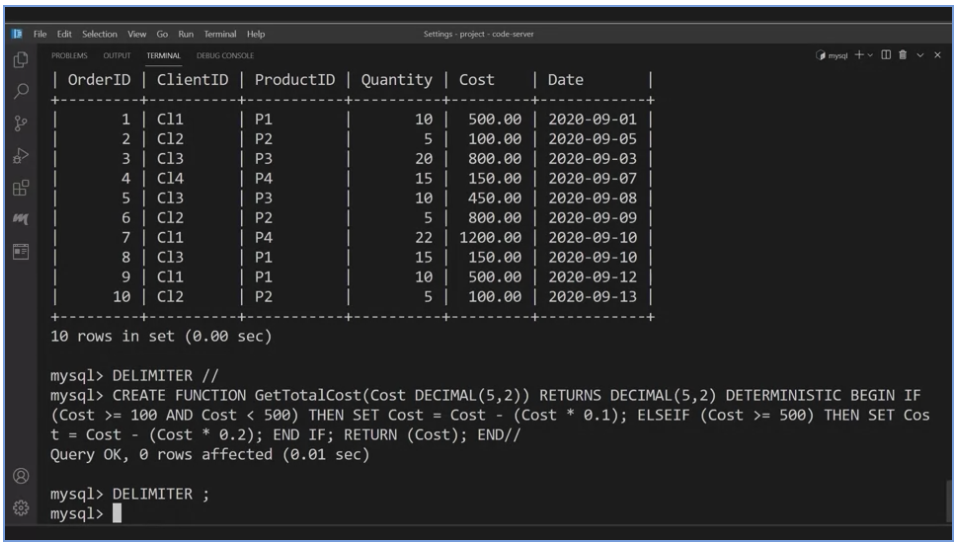 File Edit Selection View Go Run Terminal Help Settings - project - code-server
PROBLEMS OUTPUT TERMINAL DEBUG CONSOLE mysql
| OrderID | ClientID | ProductID | Quantity | Cost | Date |
+---------+----------+-----------+----------+---------+------------+
| 1 | Cl1 | P1 | 10 | 500.00 | 2020-09-01 |
| 2 | Cl2 | P2 | 5 | 100.00 | 2020-09-05 |
| 3 | Cl3 | P3 | 20 | 800.00 | 2020-09-03 |
| 4 | Cl4 | P4 | 15 | 150.00 | 2020-09-07 |
| 5 | Cl3 | P3 | 10 | 450.00 | 2020-09-08 |
| 6 | Cl2 | P2 | 5 | 800.00 | 2020-09-09 |
| 7 | Cl1 | P4 | 22 | 1200.00 | 2020-09-10 |
| 8 | Cl3 | P1 | 15 | 150.00 | 2020-09-10 |
| 9 | Cl1 | P1 | 10 | 500.00 | 2020-09-12 |
| 10 | Cl2 | P2 | 5 | 100.00 | 2020-09-13 |
+---------+----------+-----------+----------+---------+------------+
10 rows in set (0.00 sec)
mysql> DELIMITER //
mysql> CREATE FUNCTION GetTotalCost(Cost DECIMAL(5,2)) RETURNS DECIMAL(5,2) DETERMINISTIC BEGIN IF
(Cost >= 100 AND Cost < 500) THEN SET Cost = Cost - (Cost * 0.1); ELSEIF (Cost >= 500) THEN SET Cos
t = Cost - (Cost * 0.2); END IF; RETURN (Cost); END//
Query OK, 0 rows affected (0.01 sec)
mysql> DELIMITER ;
mysql>